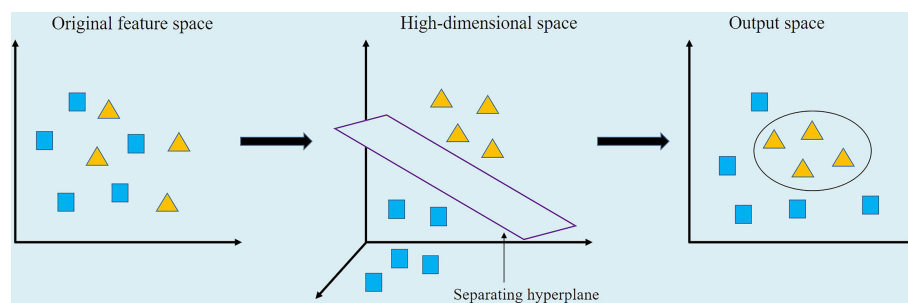 Original feature space
High-dimensional space
Output space
Separating hyperplane